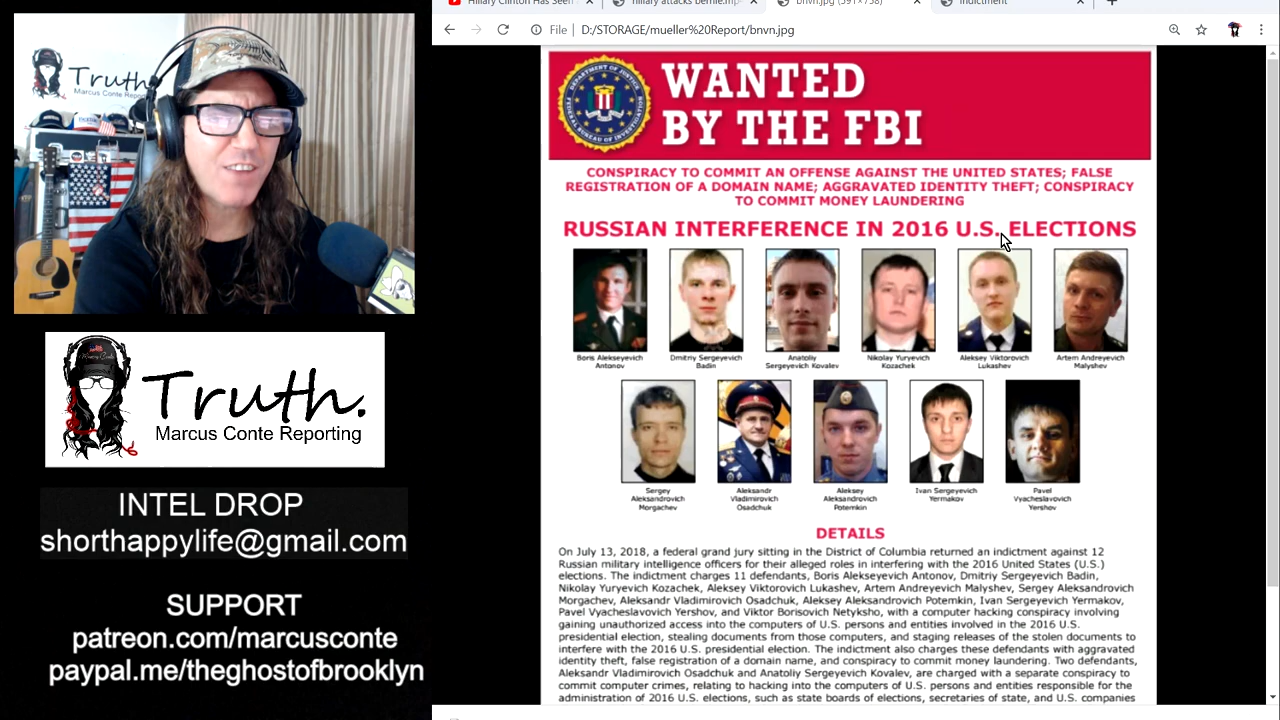 Hillary Clinton Has Seen
hillary attacks bernie.mp
bnvn.jpg (591×738)
indictment
File
D:/STORAGE/mueller%20Report/bnvn.jpg
Truth.
Marcus Conte Reporting
Truth.
Marcus Conte Reporting
INTEL DROP
shorthappylife@gmail.com
SUPPORT
patreon.com/marcusconte
paypal.me/theghostofbrooklyn
WANTED
BY THE FBI
CONSPIRACY TO COMMIT AN OFFENSE AGAINST THE UNITED STATES; FALSE
REGISTRATION OF A DOMAIN NAME; AGGRAVATED IDENTITY THEFT; CONSPIRACY
TO COMMIT MONEY LAUNDERING
RUSSIAN INTERFERENCE IN 2016 U.S. ELECTIONS
Boris Alekseyevich
Antonov
Dmitriy Sergeyevich
Badin
Anatoliy
Sergeyevich Kovalev
Nikolay Yuryevich
Kozachek
Aleksey Viktorovich
Lukashev
Artem Andreyevich
Malyshev
Sergey
Aleksandrovich
Morgachev
Aleksandr
Vladimirovich
Osadchuk
Aleksey
Aleksandrovich
Potemkin
Ivan Sergeyevich
Yermakov
Pavel
Vyacheslavovich
Yershov
DETAILS
On July 13, 2018, a federal grand jury sitting in the District of Columbia returned an indictment against 12
Russian military intelligence officers for their alleged roles in interfering with the 2016 United States (U.S.)
elections. The indictment charges 11 defendants, Boris Alekseyevich Antonov, Dmitriy Sergeyevich Badin,
Nikolay Yuryevich Kozachek, Aleksey Viktorovich Lukashev, Artem Andreyevich Malyshev, Sergey Aleksandrovich
Morgachev, Aleksandr Vladimirovich Osadchuk, Aleksey Aleksandrovich Potemkin, Ivan Sergeyevich Yermakov,
Pavel Vyacheslavovich Yershov, and Viktor Borisovich Netyksho, with a computer hacking conspiracy involving
gaining unauthorized access into the computers of U.S. persons and entities involved in the 2016 U.S.
presidential election, stealing documents from those computers, and staging releases of the stolen documents to
interfere with the 2016 U.S. presidential election. The indictment also charges these defendants with aggravated
identity theft, false registration of a domain name, and conspiracy to commit money laundering. Two defendants,
Aleksandr Vladimirovich Osadchuk and Anatoliy Sergeyevich Kovalev, are charged with a separate conspiracy to
commit computer crimes, relating to hacking into the computers of U.S. persons and entities responsible for the
administration of 2016 U.S. elections, such as state boards of elections, secretaries of state, and U.S. companies